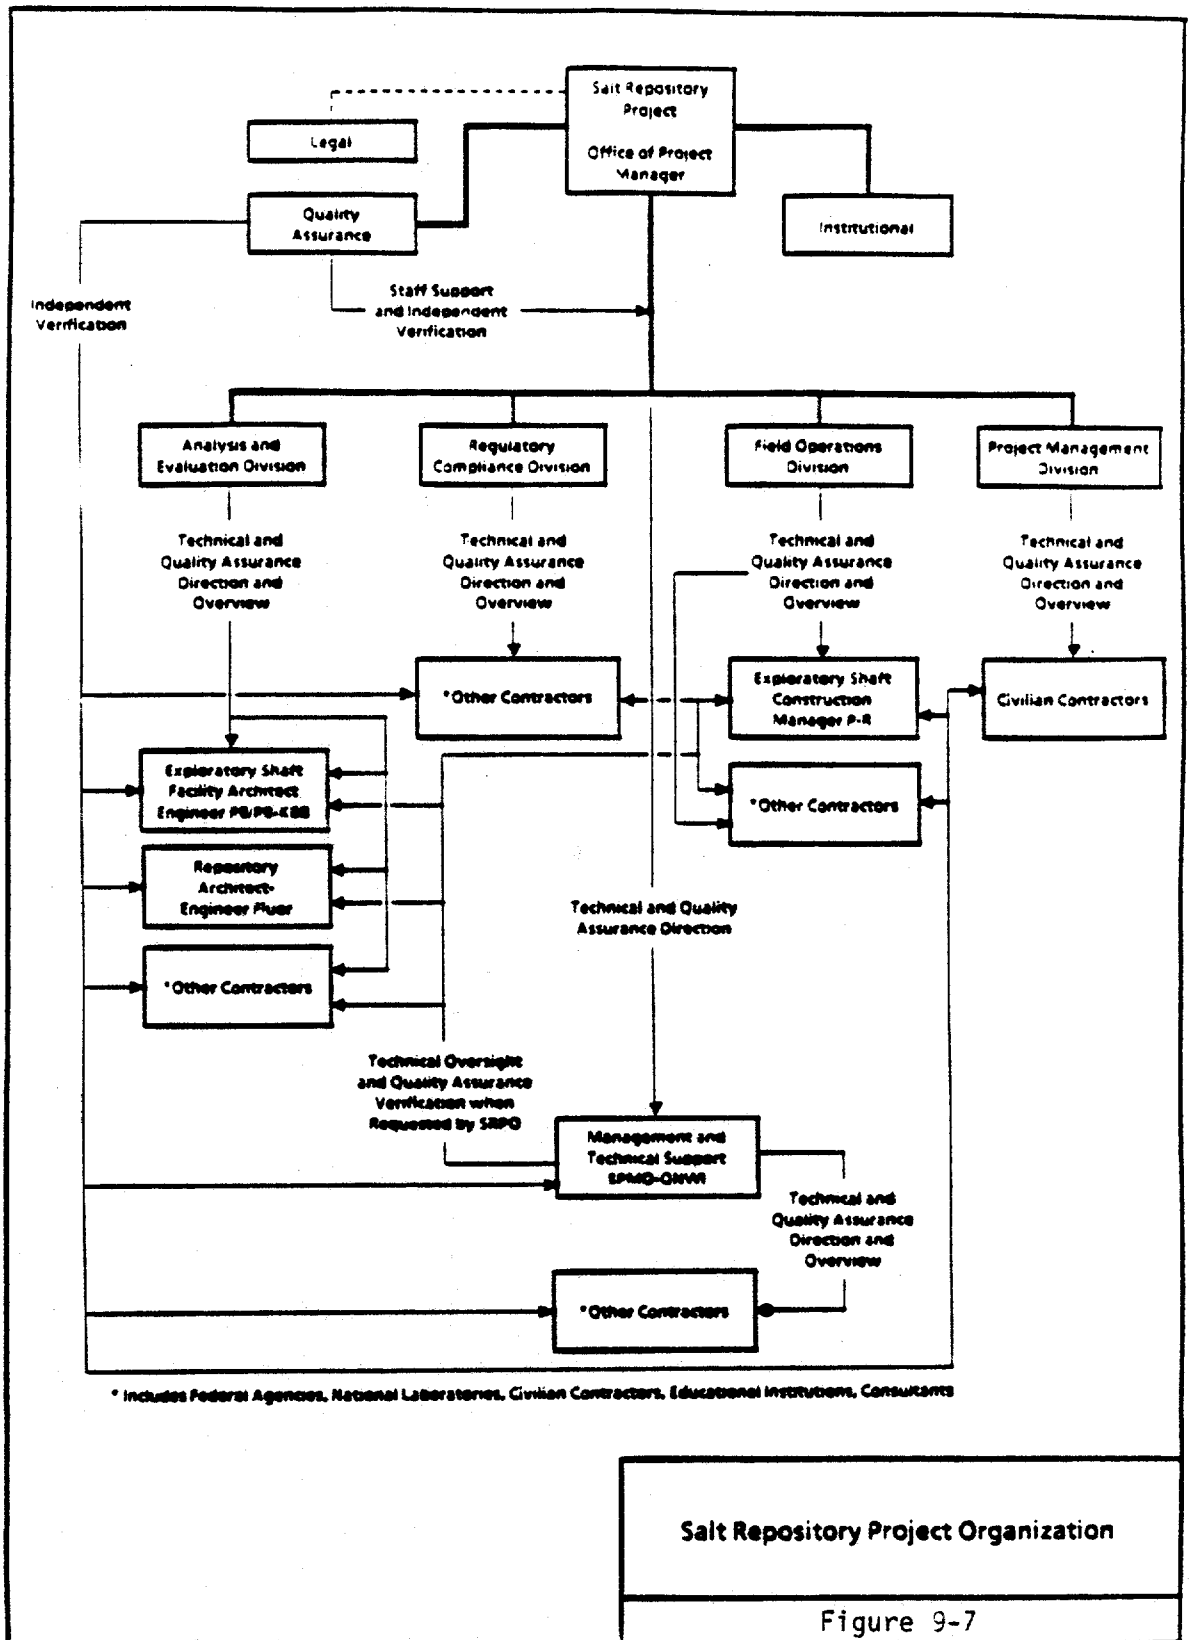 Salt Repository
Project
Office of Project
Manager
Legal
Quality
Assurance
Institutional
Independent
Verification
Staff Support
and Independent
Verification
Analysis and
Evaluation Division
Regulatory
Compliance Division
Field Operations
Division
Project Management
Division
Technical and
Quality Assurance
Direction and
Overview
Technical and
Quality Assurance
Direction and
Overview
Technical and
Quality Assurance
Direction and
Overview
Technical and
Quality Assurance
Direction and
Overview
*Other Contractors
Exploratory Shaft
Construction
Manager P-R
Civilian Contractors
Exploratory Shaft
Facility Architect
Engineer PB/PB-KBB
*Other Contractors
Repository
Architect-
Engineer Fluor
Technical and Quality
Assurance Direction
*Other Contractors
Technical Oversight
and Quality Assurance
Verification when
Requested by SRPO
Management and
Technical Support
SPMO-ONWI
Technical and
Quality Assurance
Direction and
Overview
*Other Contractors
* Includes Federal Agencies, National Laboratories, Civilian Contractors, Educational Institutions, Consultants
Salt Repository Project Organization
Figure 9-7